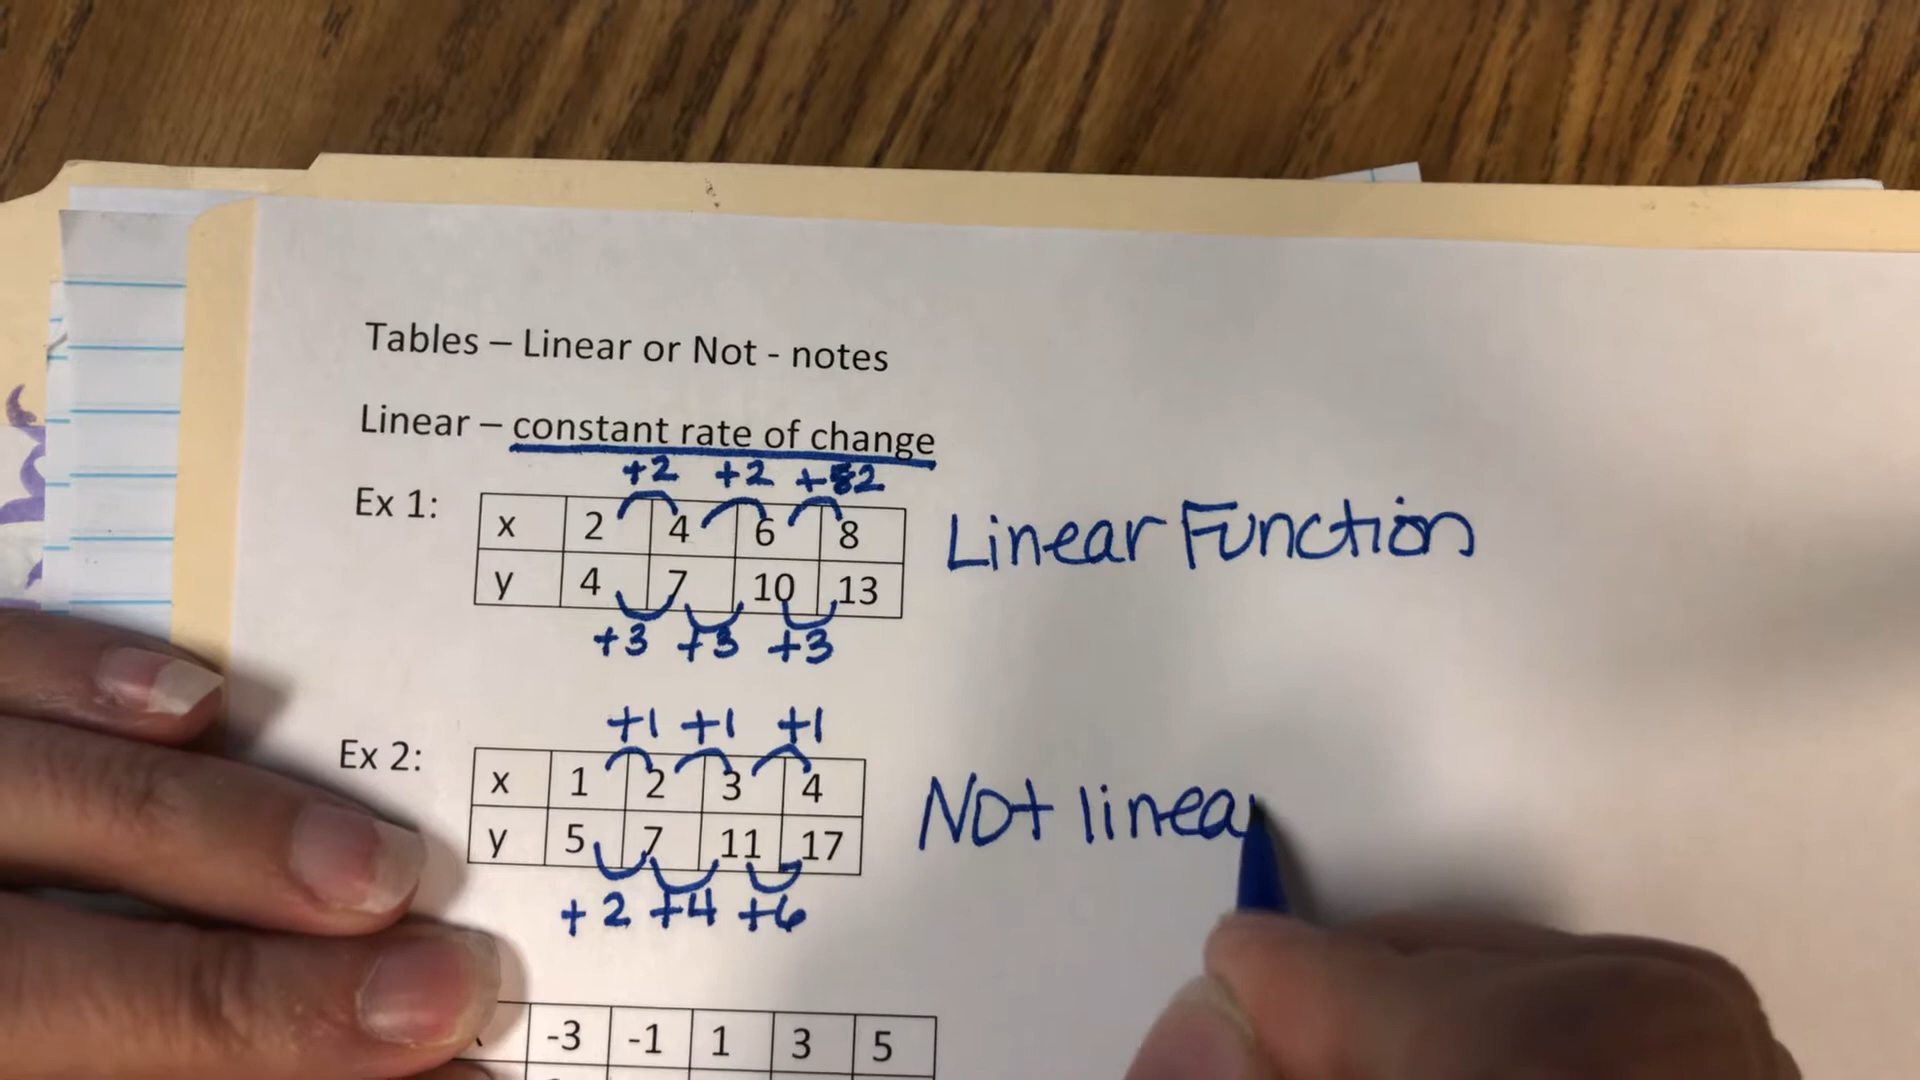 Tables – Linear or Not - notes
Linear – constant rate of change
+2 +2 +2
Ex 1: x 2 4 6 8 Linear Function
y 4 7 10 13
+3 +3 +3
+1 +1 +1
Ex 2: x 1 2 3 4 Not linea
y 5 7 11 17
+2 +4 +6
-3 -1 1 3 5